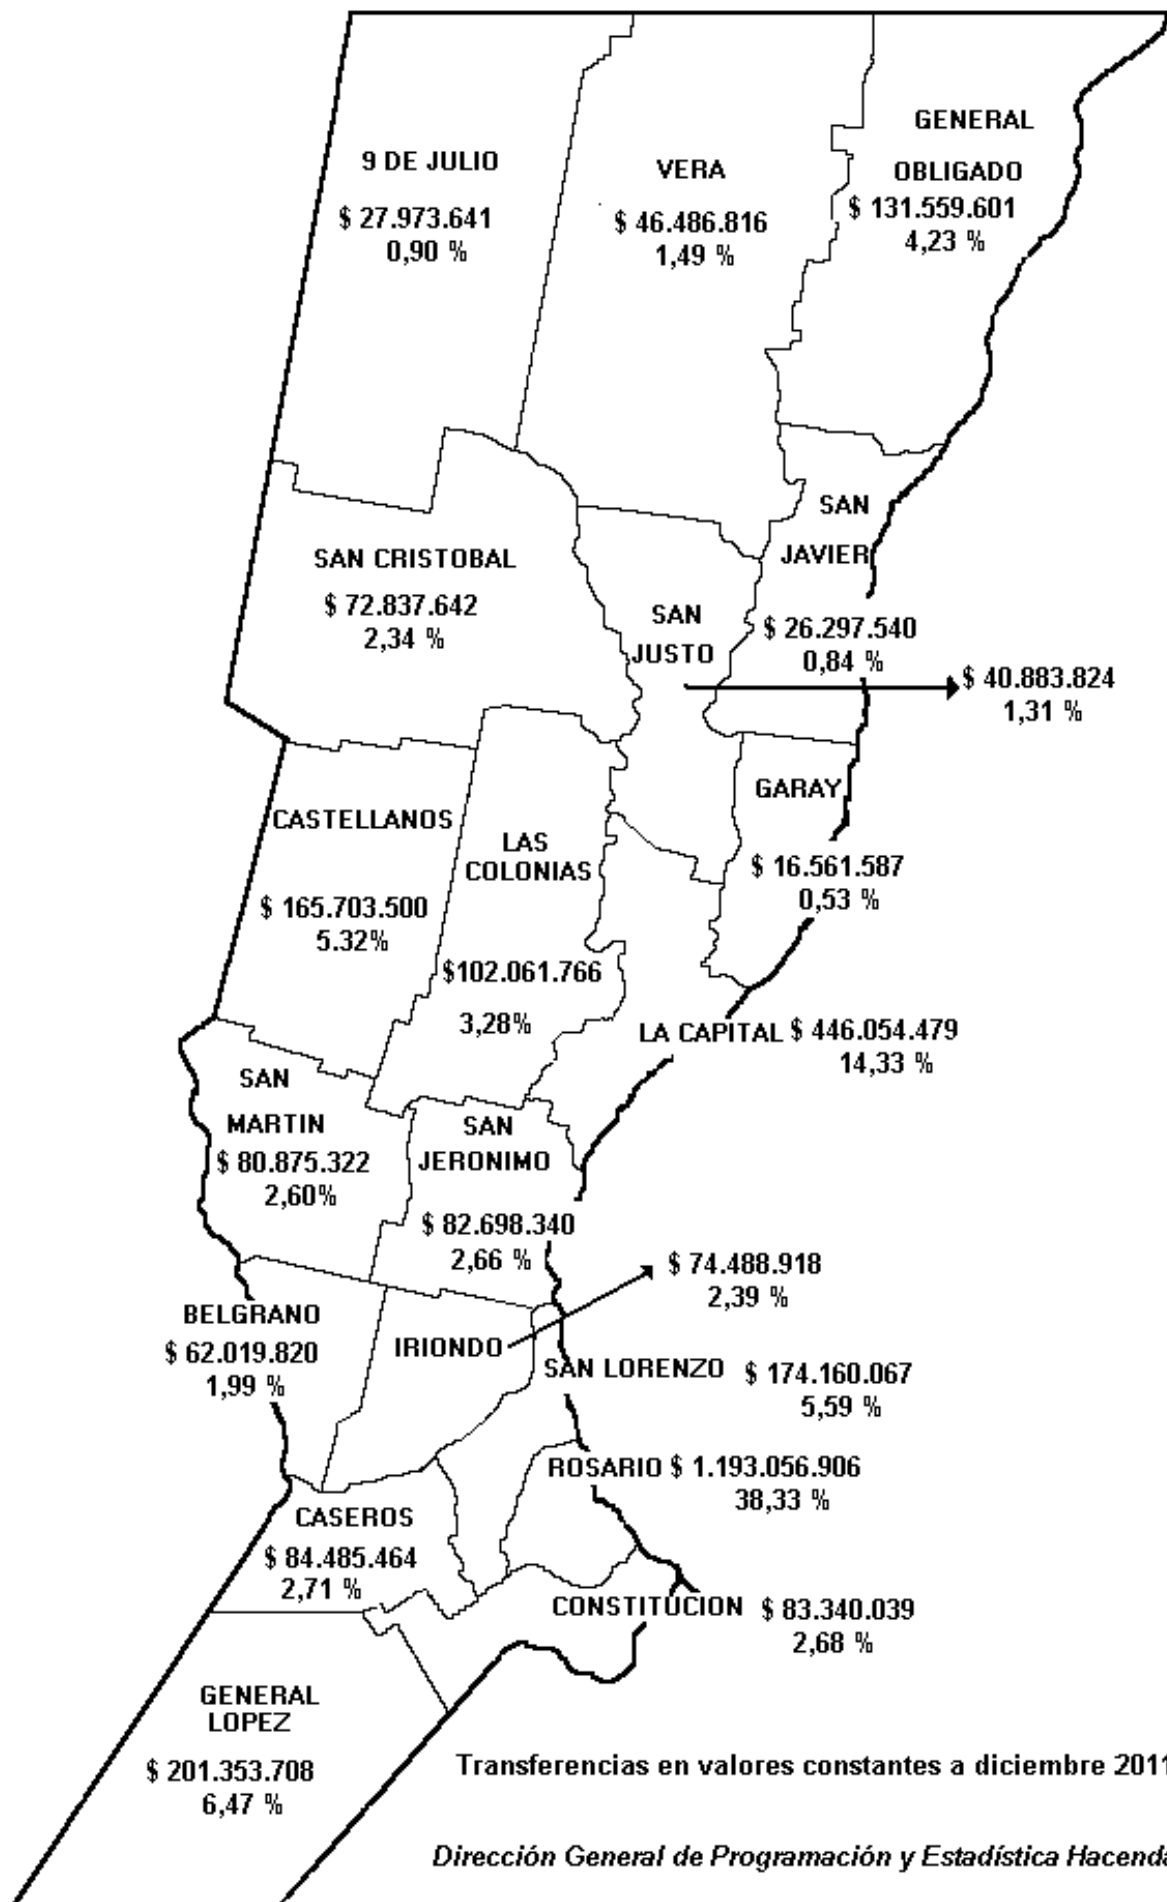 9 DE JULIO
$ 27.973.641
0,90 %
VERA
$ 46.486.816
1,49 %
GENERAL
OBLIGADO
$ 131.559.601
4,23 %
SAN CRISTOBAL
$ 72.837.642
2,34 %
SAN
JUSTO
$ 40.883.824
1,31 %
SAN
JAVIER
$ 26.297.540
0,84 %
CASTELLANOS
$ 165.703.500
5.32%
LAS
COLONIAS
$102.061.766
3,28%
GARAY
$ 16.561.587
0,53 %
LA CAPITAL $ 446.054.479
14,33 %
SAN
MARTIN
$ 80.875.322
2,60%
SAN
JERONIMO
$ 82.698.340
2,66 %
BELGRANO
$ 62.019.820
1,99 %
IRIONDO
$ 74.488.918
2,39 %
SAN LORENZO $ 174.160.067
5,59 %
ROSARIO $ 1.193.056.906
38,33 %
CASEROS
$ 84.485.464
2,71 %
CONSTITUCION $ 83.340.039
2,68 %
GENERAL
LOPEZ
$ 201.353.708
6,47 %
Transferencias en valores constantes a diciembre 2011
Dirección General de Programación y Estadística Hacenda